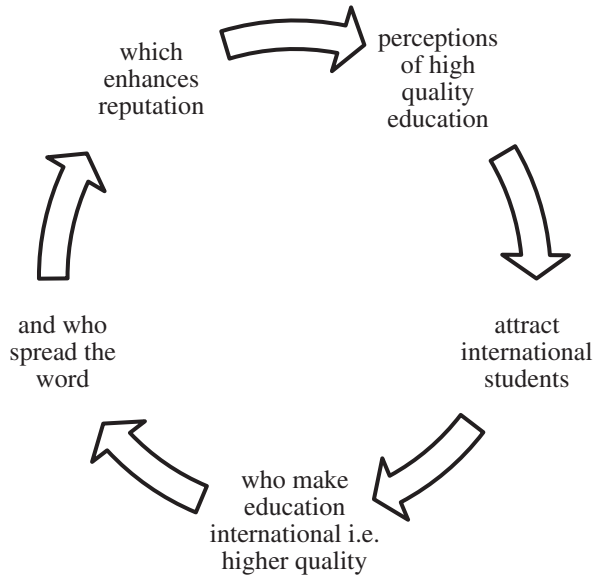 which
enhances
reputation
perceptions
of high
quality
education
attract
international
students
who make
education
international i.e.
higher quality
and who
spread the
word